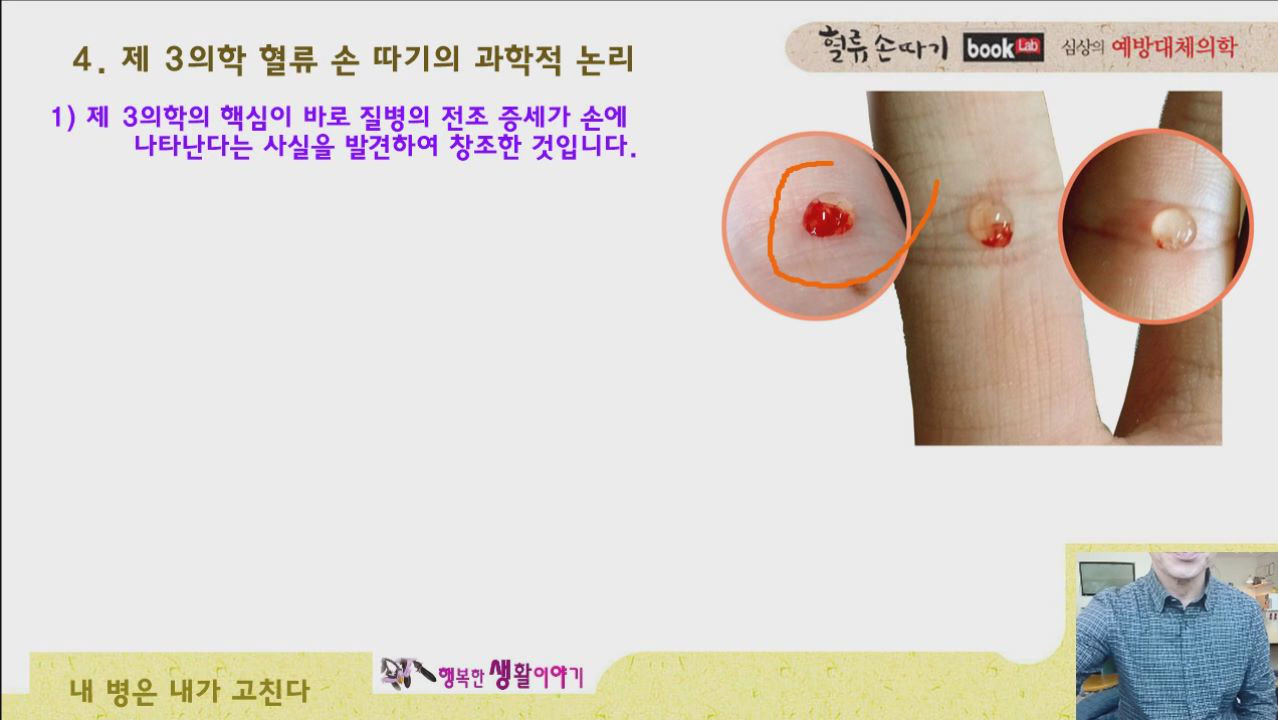 4. 제 3의학 혈류 손 따기의 과학적 논리
혈류 손따기 book Lab 심상의 예방대체의학
1) 제 3의학의 핵심이 바로 질병의 전조 증세가 손에
나타난다는 사실을 발견하여 창조한 것입니다.
내 병은 내가 고친다
행복한 생활이야기